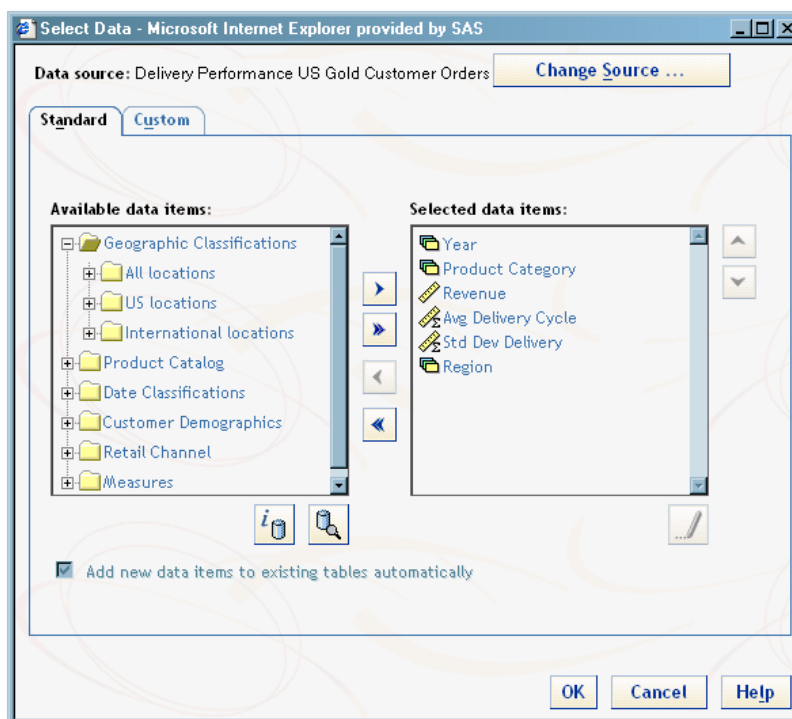 Select Data - Microsoft Internet Explorer provided by SAS
Data source: Delivery Performance US Gold Customer Orders
Change Source ...
Standard
Custom
Available data items:
Geographic Classifications
All locations
US locations
International locations
Product Catalog
Date Classifications
Customer Demographics
Retail Channel
Measures
Selected data items:
Year
Product Category
Revenue
Avg Delivery Cycle
Std Dev Delivery
Region
Add new data items to existing tables automatically
OK
Cancel
Help